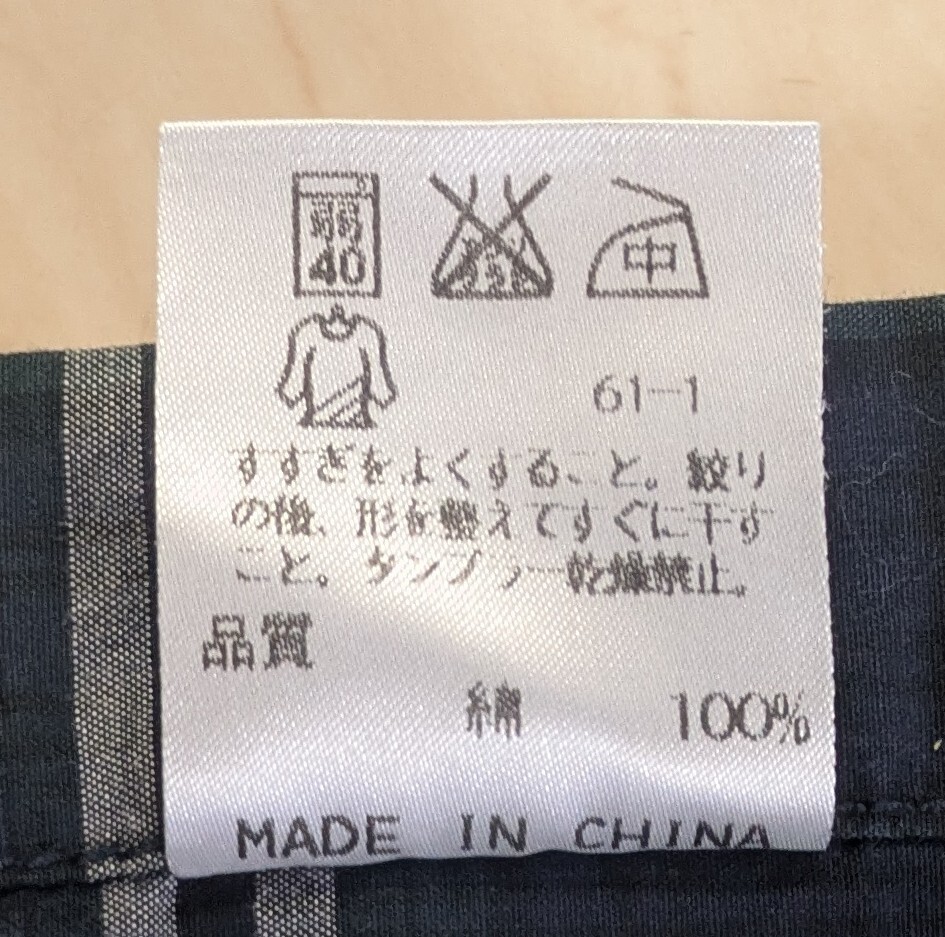 弱
40
中
61-1
すすぎをよくすること。絞り
の後、形を整えてすぐに干す
こと。タンブラー乾燥禁止。
品質
綿 100%
MADE IN CHINA